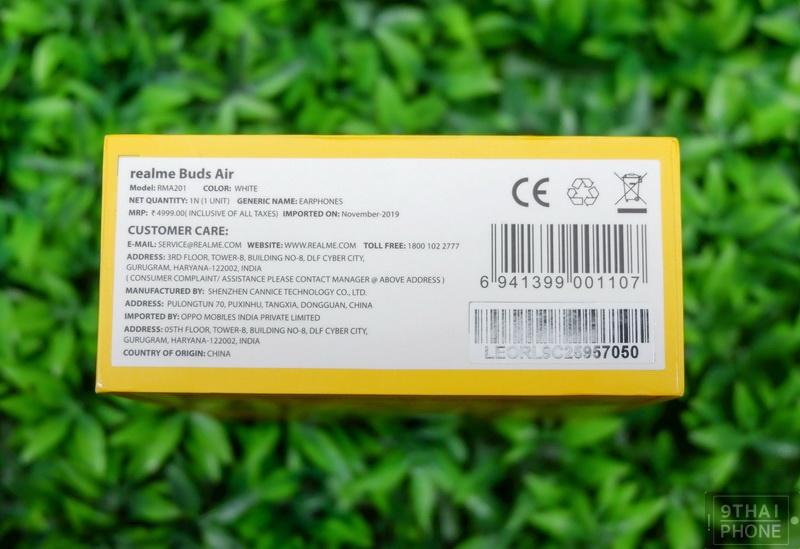 realme Buds Air
Model: RMA201 COLOR: WHITE
NET QUANTITY: 1N (1 UNIT) GENERIC NAME: EARPHONES
MRP: ₹ 4999.00( INCLUSIVE OF ALL TAXES) IMPORTED ON: November-2019
CUSTOMER CARE:
E-MAIL: SERVICE@REALME.COM WEBSITE: WWW.REALME.COM TOLL FREE: 1800 102 2777
ADDRESS: 3RD FLOOR, TOWER-8, BUILDING NO-8, DLF CYBER CITY,
GURUGRAM, HARYANA-122002, INDIA
( CONSUMER COMPLAINT/ ASSISTANCE PLEASE CONTACT MANAGER @ ABOVE ADDRESS )
MANUFACTURED BY: SHENZHEN CANNICE TECHNOLOGY CO., LTD.
ADDRESS: PULONGTUN 70, PUXINHU, TANGXIA, DONGGUAN, CHINA
IMPORTED BY: OPPO MOBILES INDIA PRIVATE LIMITED
ADDRESS: 05TH FLOOR, TOWER-8, BUILDING NO-8, DLF CYBER CITY,
GURUGRAM, HARYANA-122002, INDIA
COUNTRY OF ORIGIN: CHINA
CE
6 941399 001107
LEORLSC25957050
9THAI
PHONE